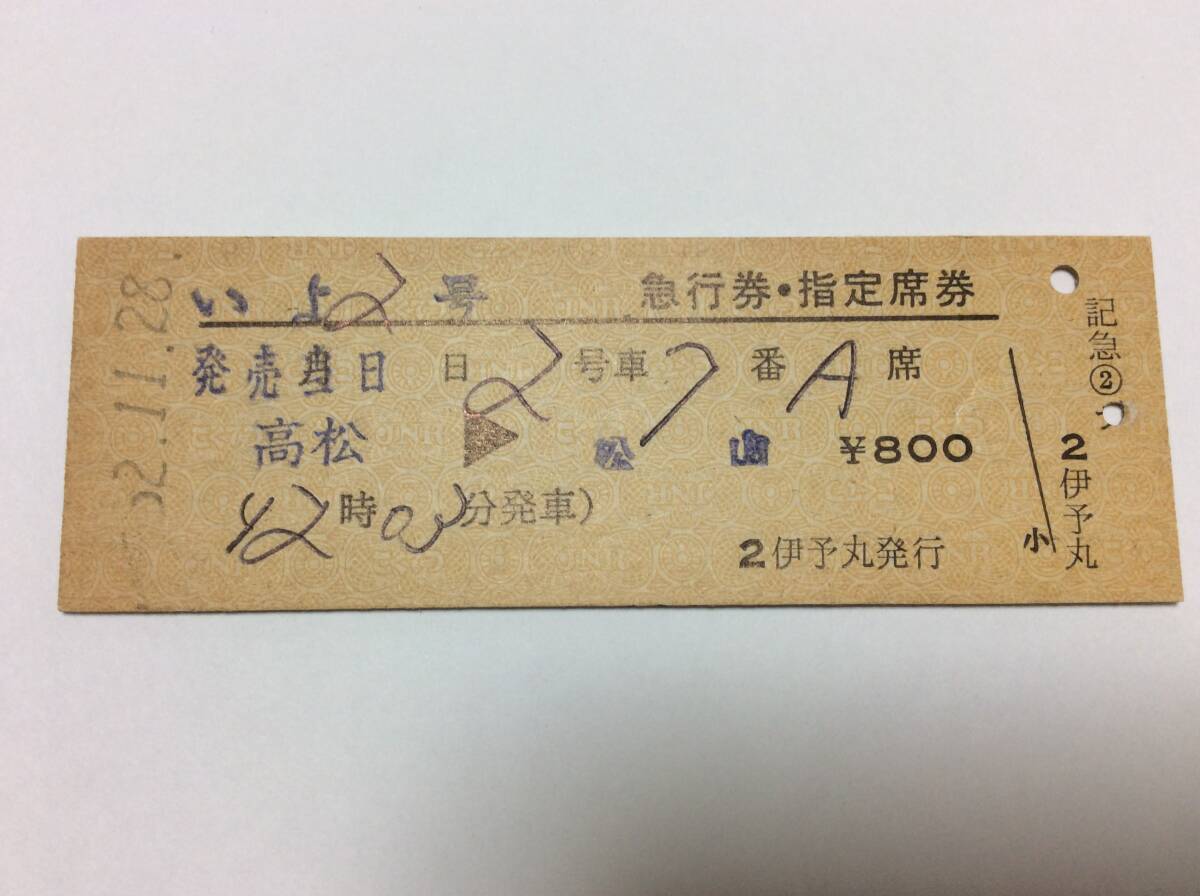 52.11.28.
いよ2号 急行券・指定席券
発売当日 日 2号車 7番 A席
高松 ▶ 松山 ¥800
12時03分発車)
2伊予丸発行
小
記急②
2伊予丸